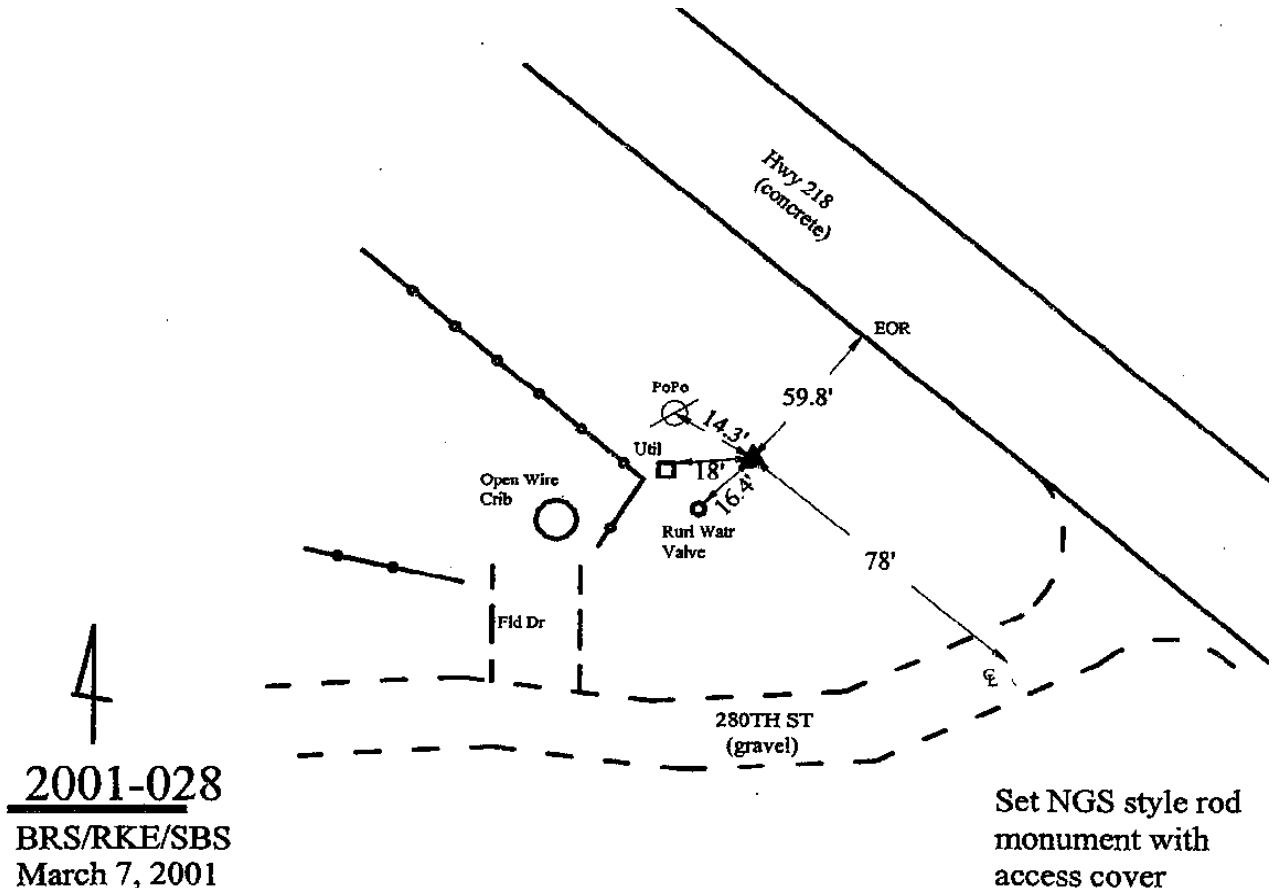 Hwy 218
(concrete)
EOR
59.8'
PoPo
14.3'
Util
18'
16.4'
Open Wire
Crib
Rurl Watr
Valve
78'
Fld Dr
℄
280TH ST
(gravel)
2001-028
BRS/RKE/SBS
March 7, 2001
Set NGS style rod
monument with
access cover